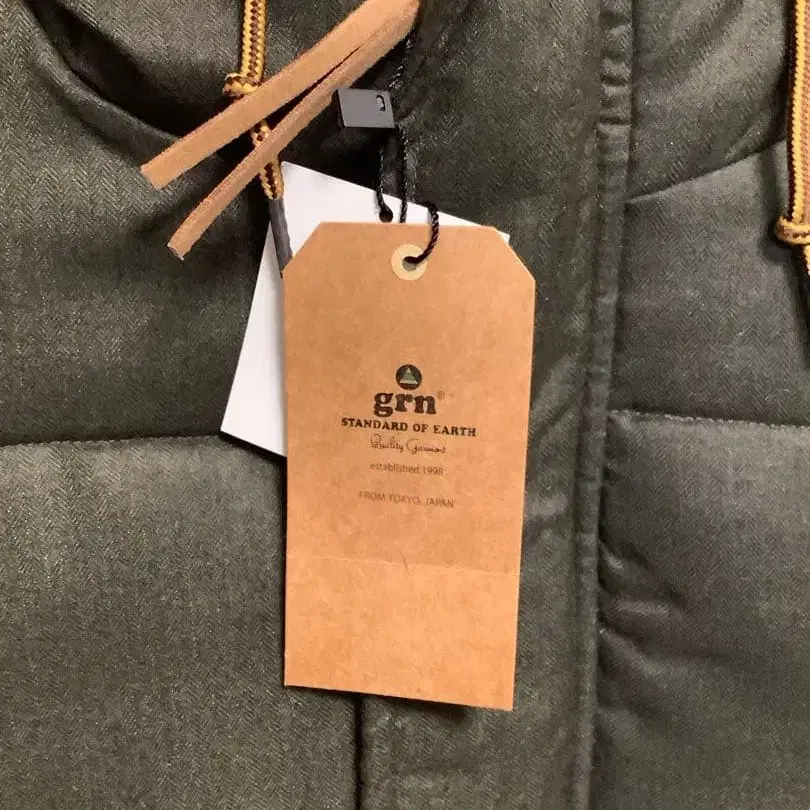 grn®
STANDARD OF EARTH
Quality Garment
established 1998
FROM TOKYO, JAPAN